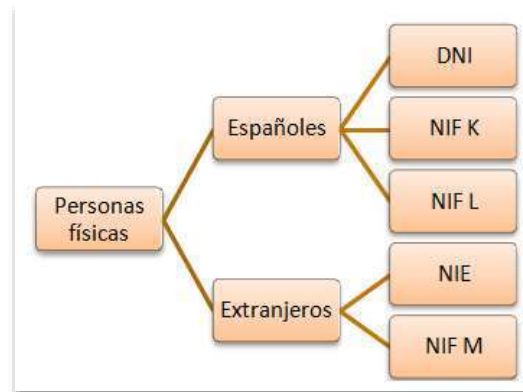 Personas
físicas
Españoles
DNI
NIF K
NIF L
Extranjeros
NIE
NIF M